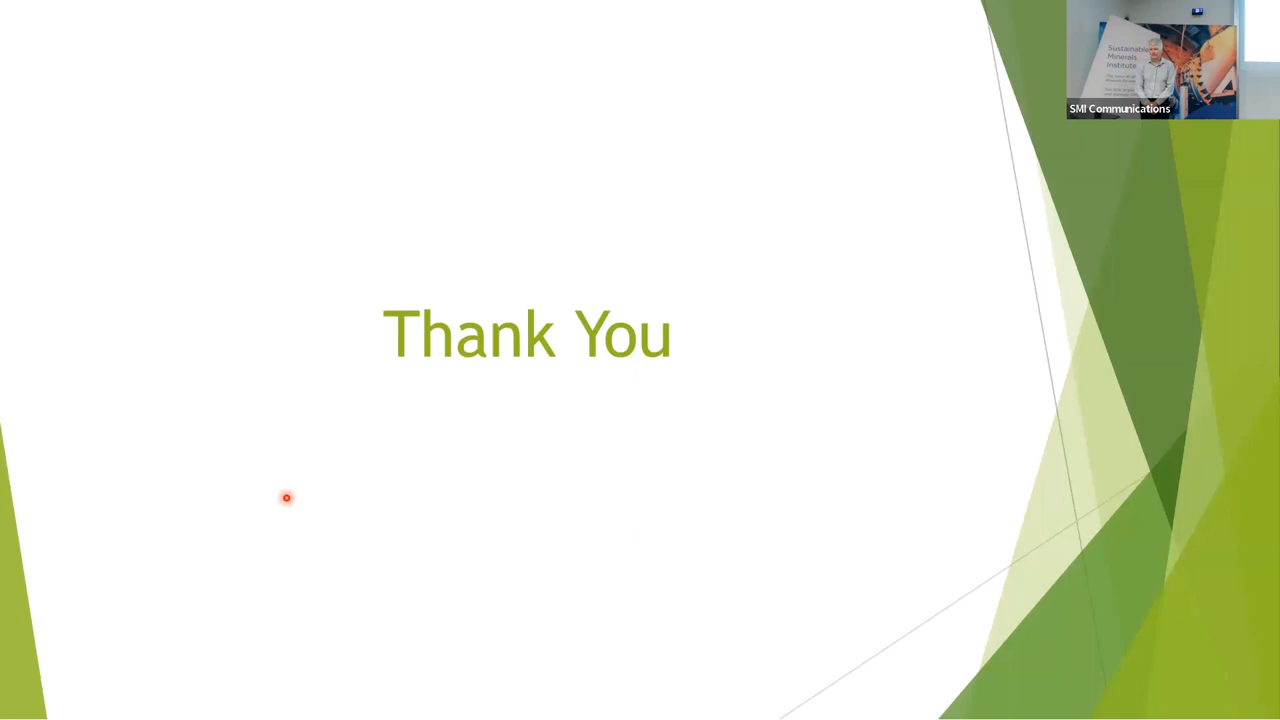 Thank You
Sustainable
Minerals
Institute
SMI Communications